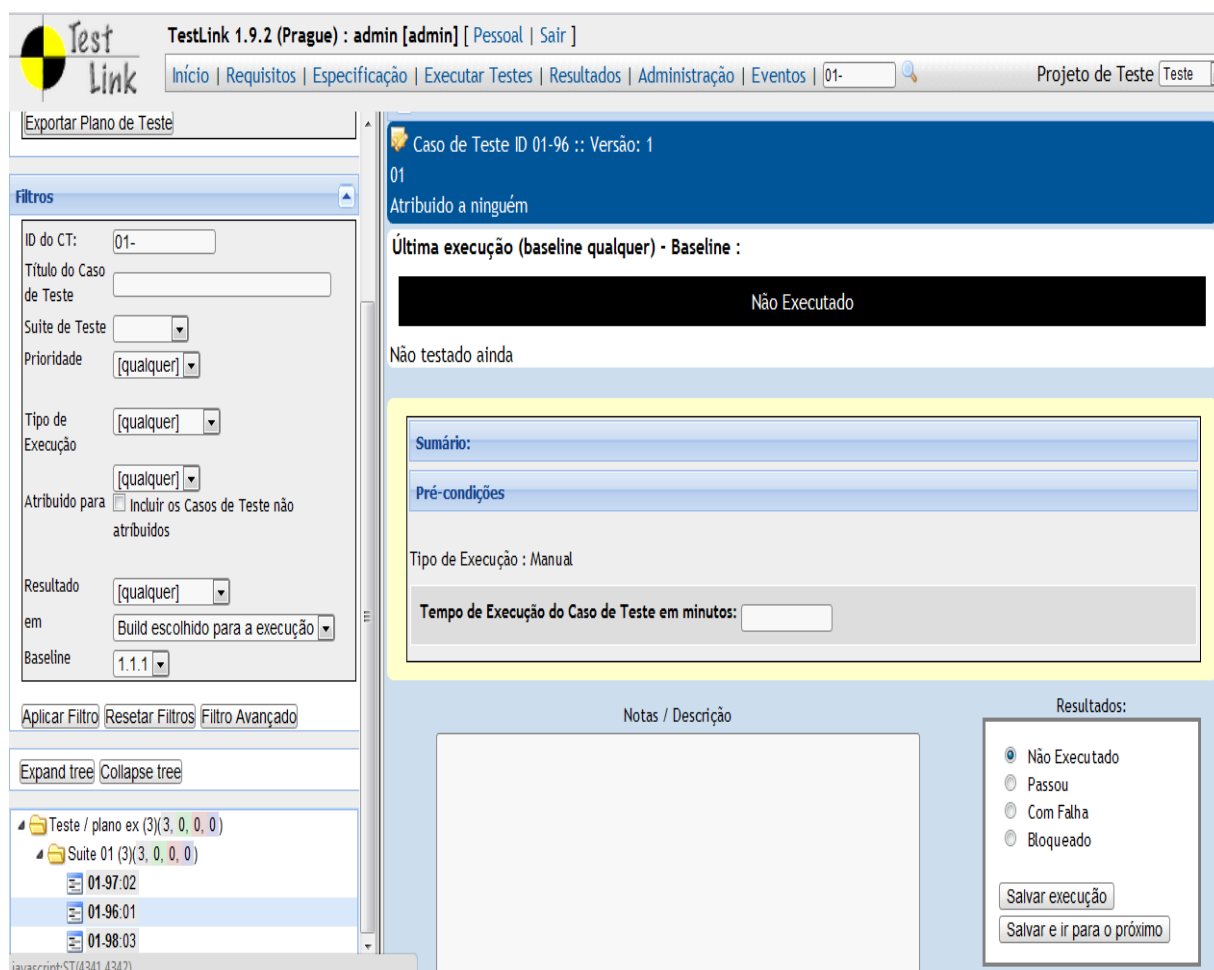 Test Link
TestLink 1.9.2 (Prague) : admin [admin] [ Pessoal | Sair ]
Início | Requisitos | Especificação | Executar Testes | Resultados | Administração | Eventos | 01-
Projeto de Teste Teste
Exportar Plano de Teste
Filtros
ID do CT: 01-
Título do Caso
de Teste
Suite de Teste
Prioridade [qualquer]
Tipo de [qualquer]
Execução
[qualquer]
Atribuido para Incluir os Casos de Teste não
atribuidos
Resultado [qualquer]
em Build escolhido para a execução
Baseline 1.1.1
Aplicar Filtro Resetar Filtros Filtro Avançado
Expand tree Collapse tree
Teste / plano ex (3)(3, 0, 0, 0)
Suite 01 (3)(3, 0, 0, 0)
01-97:02
01-96:01
01-98:03
javascript:ST(4341,4342)
Caso de Teste ID 01-96 :: Versão: 1
01
Atribuido a ninguém
Última execução (baseline qualquer) - Baseline :
Não Executado
Não testado ainda
Sumário:
Pré-condições
Tipo de Execução : Manual
Tempo de Execução do Caso de Teste em minutos:
Notas / Descrição
Resultados:
Não Executado
Passou
Com Falha
Bloqueado
Salvar execução
Salvar e ir para o próximo